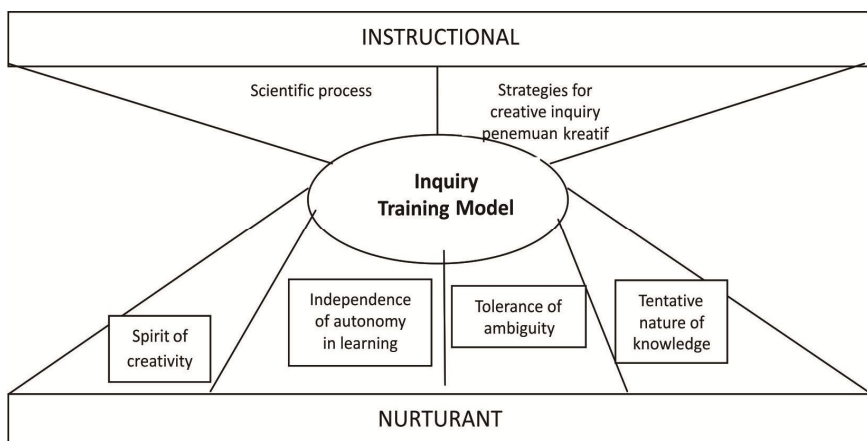 INSTRUCTIONAL
Scientific process
Strategies for
creative inquiry
penemuan kreatif
Inquiry
Training Model
Spirit of
creativity
Independence
of autonomy
in learning
Tolerance of
ambiguity
Tentative
nature of
knowledge
NURTURANT